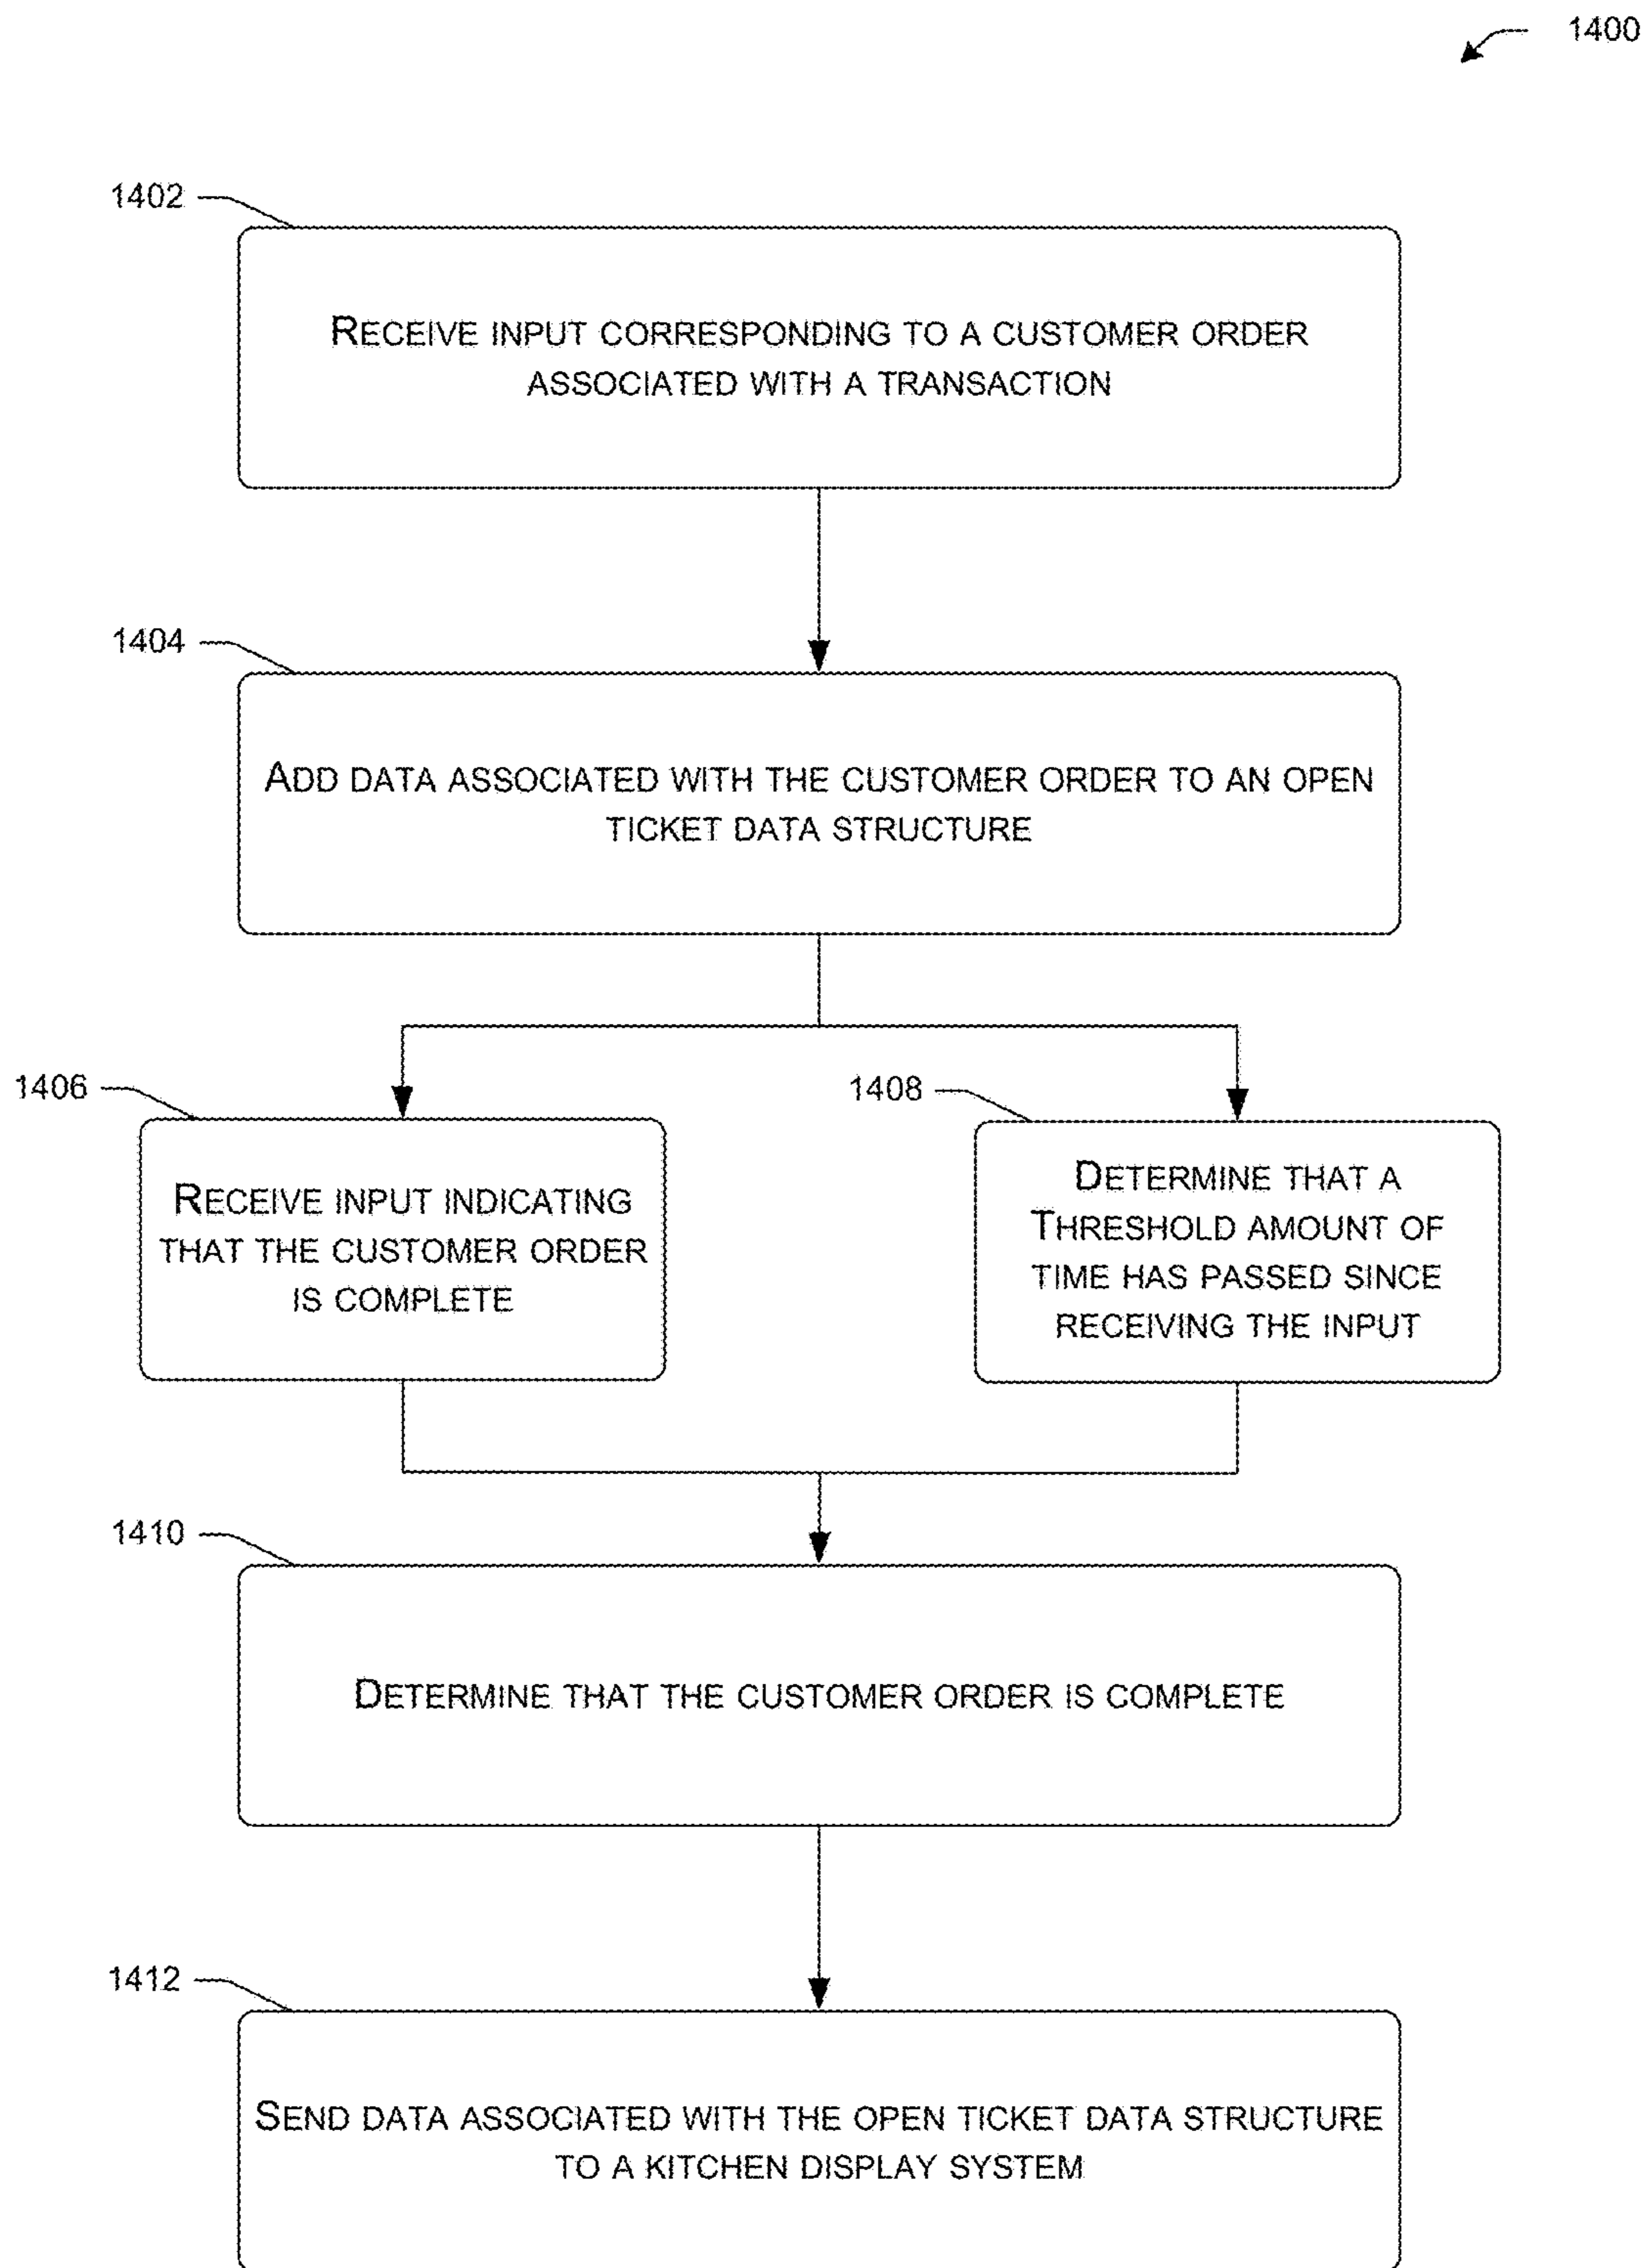 1400
1402
RECEIVE INPUT CORRESPONDING TO A CUSTOMER ORDER
ASSOCIATED WITH A TRANSACTION
1404
ADD DATA ASSOCIATED WITH THE CUSTOMER ORDER TO AN OPEN
TICKET DATA STRUCTURE
1406
RECEIVE INPUT INDICATING
THAT THE CUSTOMER ORDER
IS COMPLETE
1408
DETERMINE THAT A
THRESHOLD AMOUNT OF
TIME HAS PASSED SINCE
RECEIVING THE INPUT
1410
DETERMINE THAT THE CUSTOMER ORDER IS COMPLETE
1412
SEND DATA ASSOCIATED WITH THE OPEN TICKET DATA STRUCTURE
TO A KITCHEN DISPLAY SYSTEM